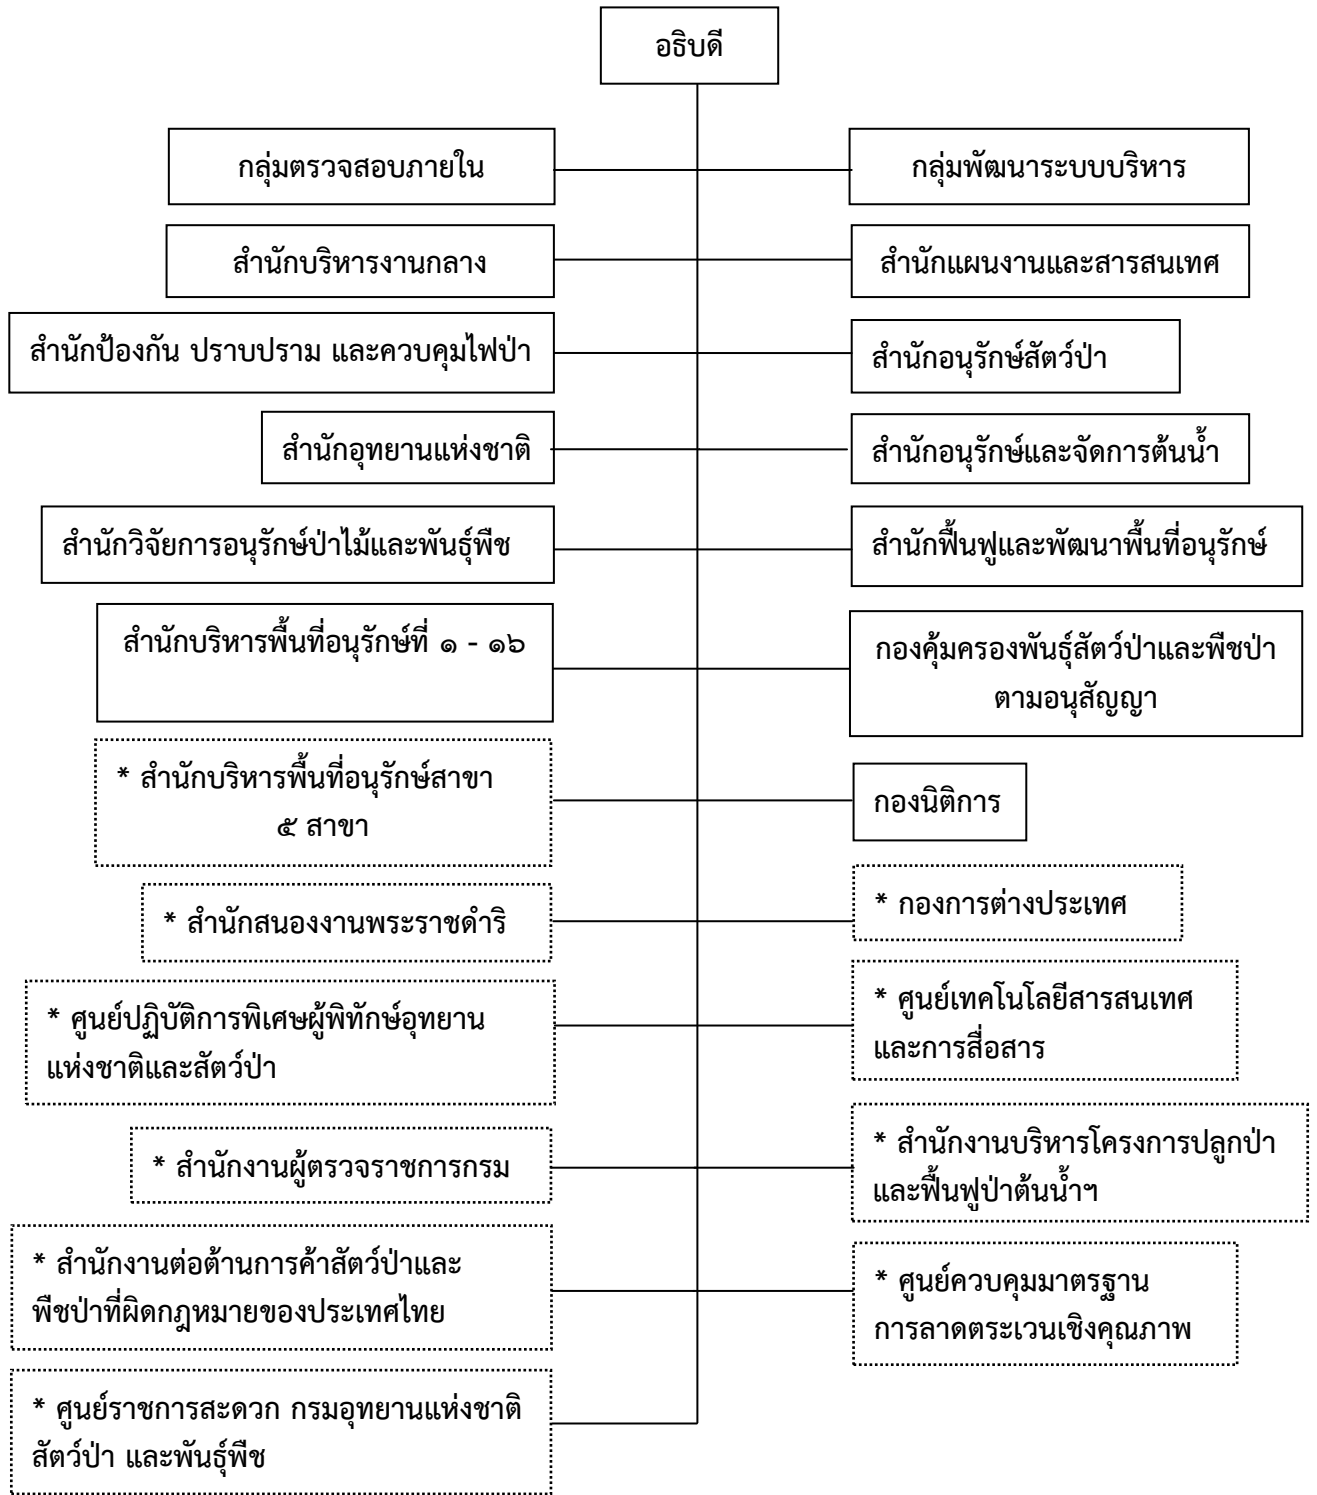 อธิบดี
กลุ่มตรวจสอบภายใน
กลุ่มพัฒนาระบบบริหาร
สำนักบริหารงานกลาง
สำนักแผนงานและสารสนเทศ
สำนักป้องกัน ปราบปราม และควบคุมไฟป่า
สำนักอนุรักษ์สัตว์ป่า
สำนักอุทยานแห่งชาติ
สำนักอนุรักษ์และจัดการต้นน้ำ
สำนักวิจัยการอนุรักษ์ป่าไม้และพันธุ์พืช
สำนักฟื้นฟูและพัฒนาพื้นที่อนุรักษ์
สำนักบริหารพื้นที่อนุรักษ์ที่ ๑ - ๑๖
กองคุ้มครองพันธุ์สัตว์ป่าและพืชป่า
ตามอนุสัญญา
* สำนักบริหารพื้นที่อนุรักษ์สาขา
๕ สาขา
กองนิติการ
* สำนักสนองงานพระราชดำริ
* กองการต่างประเทศ
* ศูนย์ปฏิบัติการพิเศษผู้พิทักษ์อุทยาน
แห่งชาติและสัตว์ป่า
* ศูนย์เทคโนโลยีสารสนเทศ
และการสื่อสาร
* สำนักงานผู้ตรวจราชการกรม
* สำนักงานบริหารโครงการปลูกป่า
และฟื้นฟูป่าต้นน้ำฯ
* สำนักงานต่อต้านการค้าสัตว์ป่าและ
พืชป่าที่ผิดกฎหมายของประเทศไทย
* ศูนย์ควบคุมมาตรฐาน
การลาดตระเวนเชิงคุณภาพ
* ศูนย์ราชการสะดวก กรมอุทยานแห่งชาติ
สัตว์ป่า และพันธุ์พืช